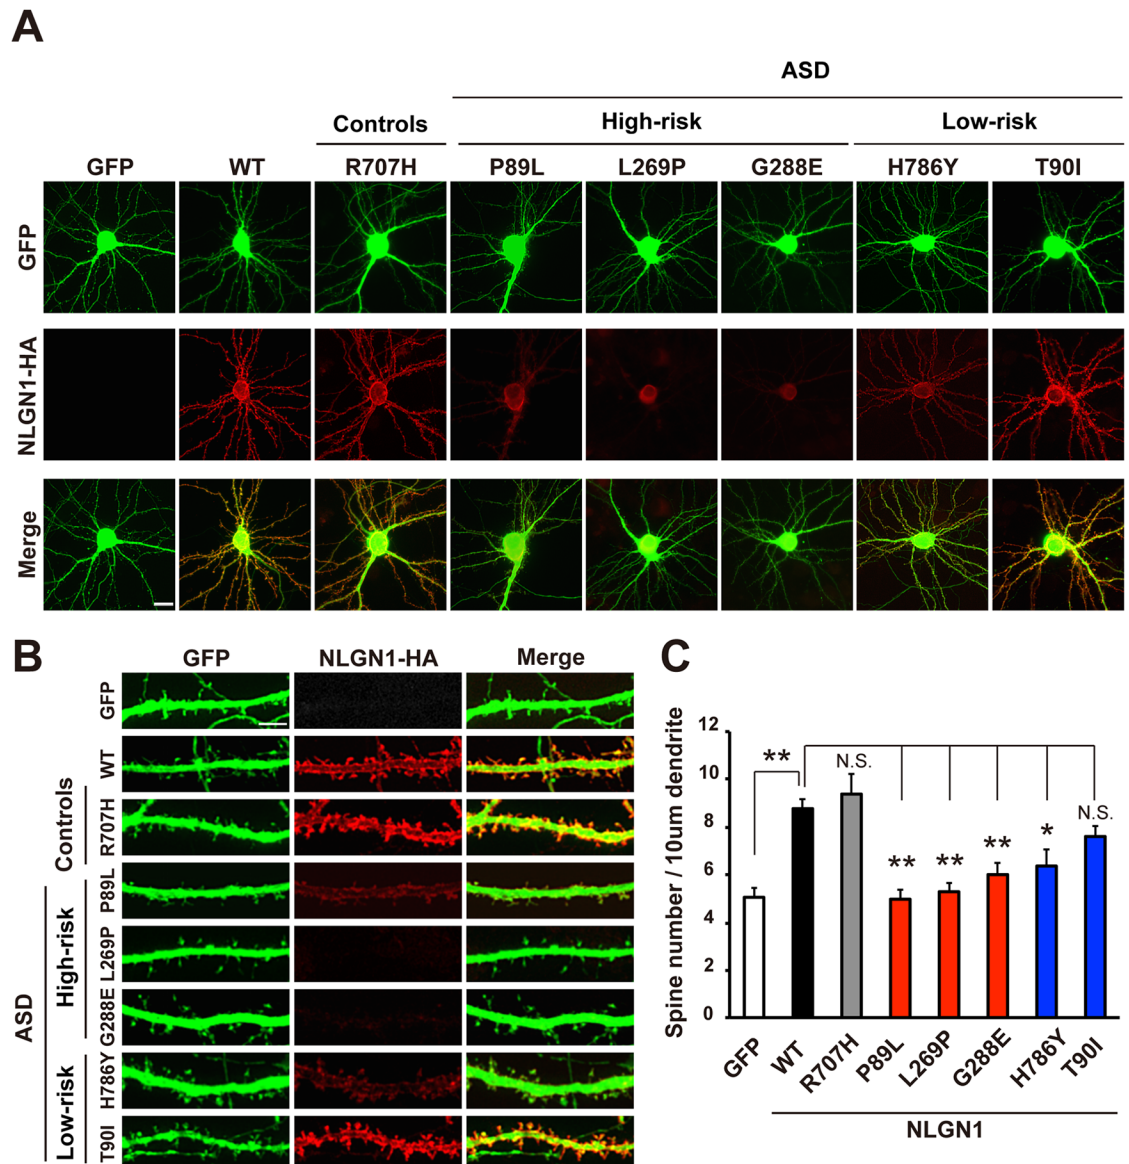 A
ASD
Controls High-risk Low-risk
GFP WT R707H P89L L269P G288E H786Y T90I
GFP
NLGN1-HA
Merge
B
GFP NLGN1-HA Merge
GFP
WT
Controls
R707H
ASD
High-risk
P89L
L269P
G288E
Low-risk
H786Y
T90I
C
Spine number / 10um dendrite
12
10
8
6
4
2
0
** N.S. ** ** ** * N.S.
GFP WT R707H P89L L269P G288E H786Y T90I
NLGN1